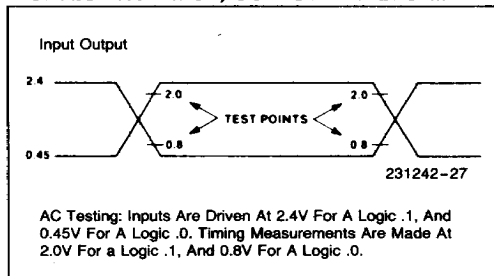 Input Output
2.4
2.0
2.0
TEST POINTS
0.8
0.8
0.45
231242-27
AC Testing: Inputs Are Driven At 2.4V For A Logic .1, And
0.45V For A Logic .0. Timing Measurements Are Made At
2.0V For a Logic .1, And 0.8V For A Logic .0.